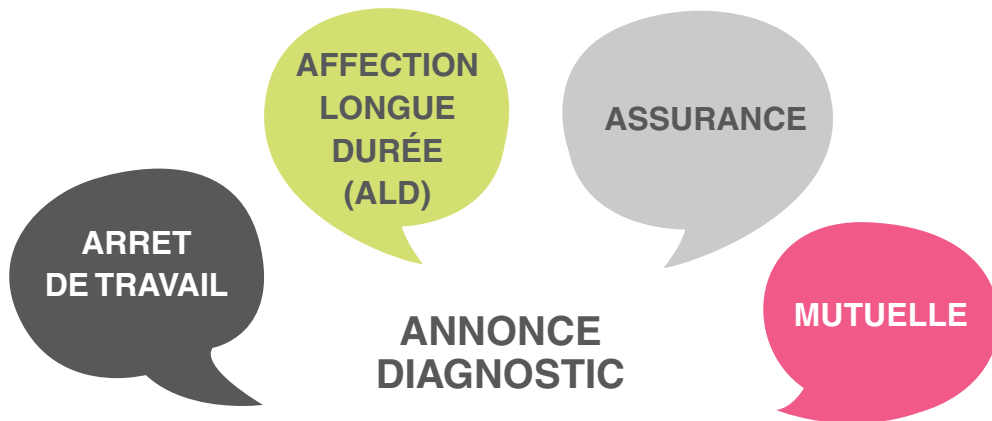 AFFECTION
LONGUE
DURÉE
(ALD)
ASSURANCE
ARRET
DE TRAVAIL
MUTUELLE
ANNONCE
DIAGNOSTIC